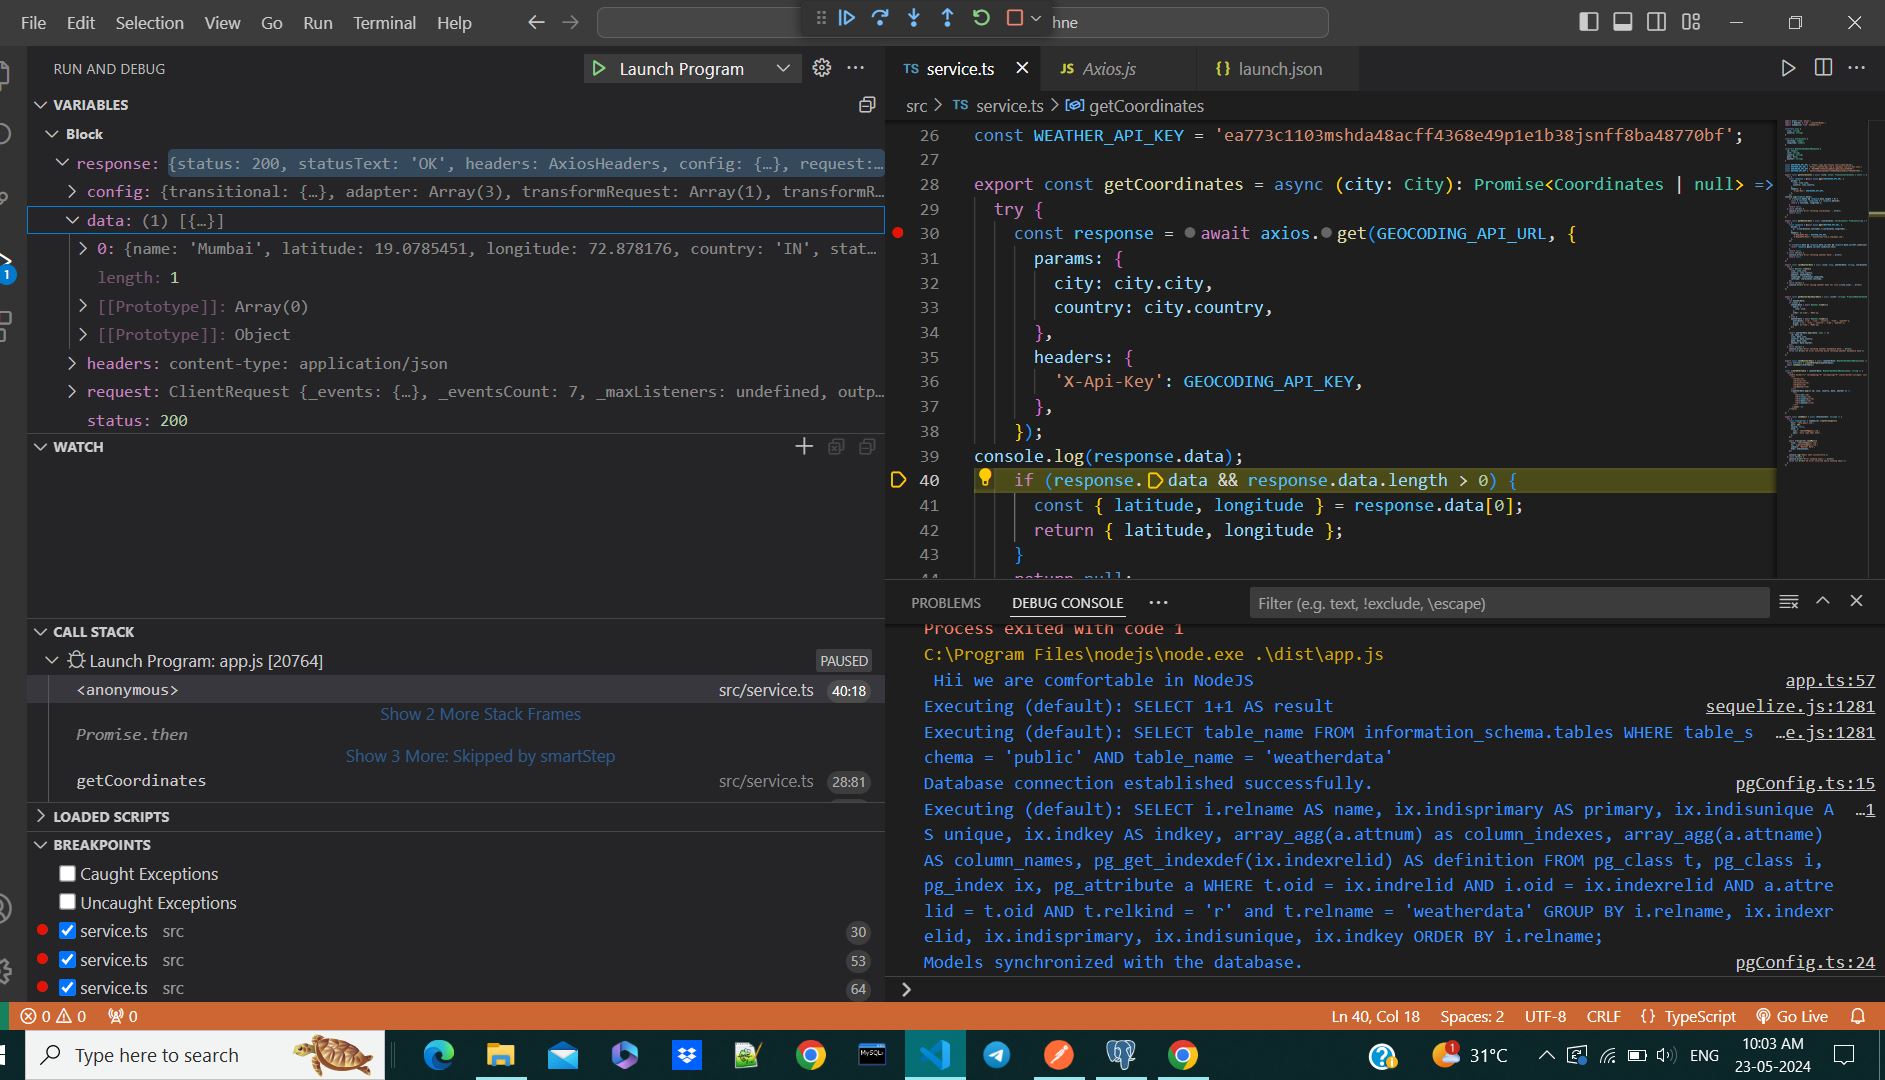 File Edit Selection View Go Run Terminal Help
hne
RUN AND DEBUG
Launch Program
VARIABLES
Block
response: {status: 200, statusText: 'OK', headers: AxiosHeaders, config: {…}, request:…
config: {transitional: {…}, adapter: Array(3), transformRequest: Array(1), transformR…
data: (1) [{…}]
0: {name: 'Mumbai', latitude: 19.0785451, longitude: 72.878176, country: 'IN', stat…
length: 1
[[Prototype]]: Array(0)
[[Prototype]]: Object
headers: content-type: application/json
request: ClientRequest {_events: {…}, _eventsCount: 7, _maxListeners: undefined, outp…
status: 200
1
WATCH
CALL STACK
Launch Program: app.js [20764] PAUSED
<anonymous> src/service.ts 40:18
Show 2 More Stack Frames
Promise.then
Show 3 More: Skipped by smartStep
getCoordinates src/service.ts 28:81
LOADED SCRIPTS
BREAKPOINTS
Caught Exceptions
Uncaught Exceptions
service.ts src 30
service.ts src 53
service.ts src 64
TS service.ts JS Axios.js {} launch.json
src > TS service.ts > getCoordinates
26 const WEATHER_API_KEY = 'ea773c1103mshda48acff4368e49p1e1b38jsnff8ba48770bf';
27
28 export const getCoordinates = async (city: City): Promise<Coordinates | null> =>
29 try {
30 const response = await axios.get(GEOCODING_API_URL, {
31 params: {
32 city: city.city,
33 country: city.country,
34 },
35 headers: {
36 'X-Api-Key': GEOCODING_API_KEY,
37 },
38 });
39 console.log(response.data);
40 if (response.data && response.data.length > 0) {
41 const { latitude, longitude } = response.data[0];
42 return { latitude, longitude };
43 }
44 return null;
PROBLEMS DEBUG CONSOLE
Filter (e.g. text, !exclude, \escape)
Process exited with code 1
C:\Program Files\nodejs\node.exe .\dist\app.js
Hii we are comfortable in NodeJS app.ts:57
Executing (default): SELECT 1+1 AS result sequelize.js:1281
Executing (default): SELECT table_name FROM information_schema.tables WHERE table_s …e.js:1281
chema = 'public' AND table_name = 'weatherdata'
Database connection established successfully. pgConfig.ts:15
Executing (default): SELECT i.relname AS name, ix.indisprimary AS primary, ix.indisunique A …1
S unique, ix.indkey AS indkey, array_agg(a.attnum) as column_indexes, array_agg(a.attname)
AS column_names, pg_get_indexdef(ix.indexrelid) AS definition FROM pg_class t, pg_class i,
pg_index ix, pg_attribute a WHERE t.oid = ix.indrelid AND i.oid = ix.indexrelid AND a.attre
lid = t.oid AND t.relkind = 'r' and t.relname = 'weatherdata' GROUP BY i.relname, ix.indexr
elid, ix.indisprimary, ix.indisunique, ix.indkey ORDER BY i.relname;
Models synchronized with the database. pgConfig.ts:24
0 0 0
Ln 40, Col 18 Spaces: 2 UTF-8 CRLF {} TypeScript Go Live
Type here to search
MySQL
1
31°C
ENG
10:03 AM
23-05-2024